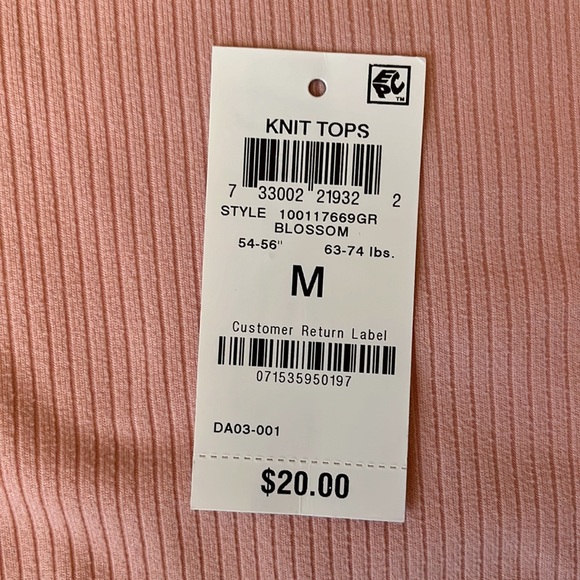 EPC
TM
KNIT TOPS
7 33002 21932 2
STYLE 100117669GR
BLOSSOM
54-56" 63-74 lbs.
M
Customer Return Label
071535950197
DA03-001
$20.00